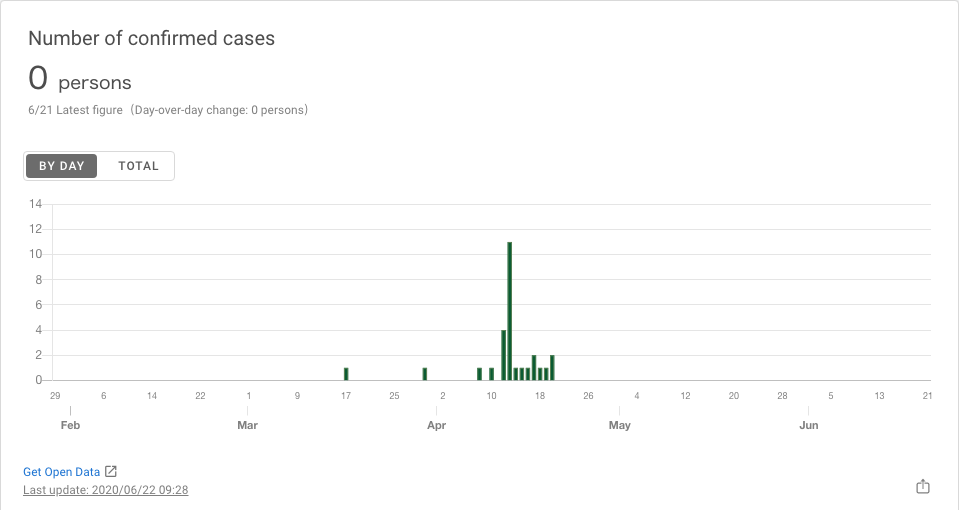 Number of confirmed cases
0 persons
6/21 Latest figure（Day-over-day change: 0 persons）
BY DAY TOTAL
14
12
10
8
6
4
2
0
29 6 14 22 1 9 17 25 2 10 18 26 4 12 20 28 5 13 21
Feb Mar Apr May Jun
Get Open Data
Last update: 2020/06/22 09:28